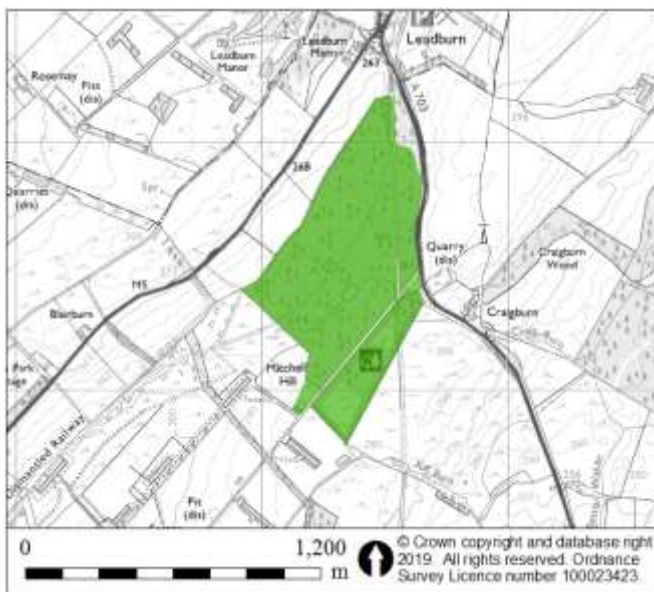 Leadburn
Manor
Leadburn
267
Leadburn
Rosemay
Pits
(dis)
Leadburn
Manor
A703
268
Quarries
(dis)
Quarry
(dis)
Craigburn
Wood
Craigburn
Blairburn
Mitchell
Hill
Dismantled Railway
Pit
(dis)
0
1,200
m
© Crown copyright and database right
2019. All rights reserved. Ordnance
Survey Licence number 100023423.